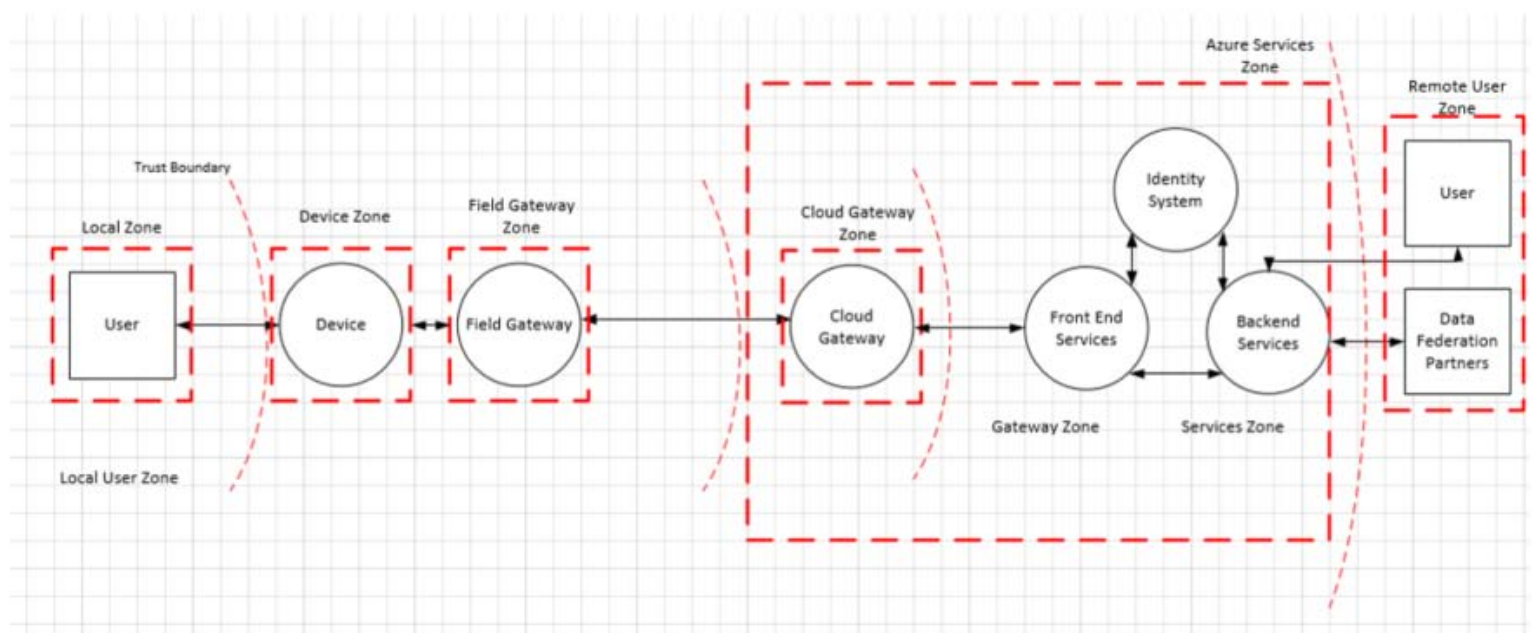 Azure Services
Zone
Remote User
Zone
Trust Boundary
Local Zone
Device Zone
Field Gateway
Zone
Cloud Gateway
Zone
Identity
System
User
User
Device
Field Gateway
Cloud
Gateway
Front End
Services
Backend
Services
Data
Federation
Partners
Gateway Zone
Services Zone
Local User Zone